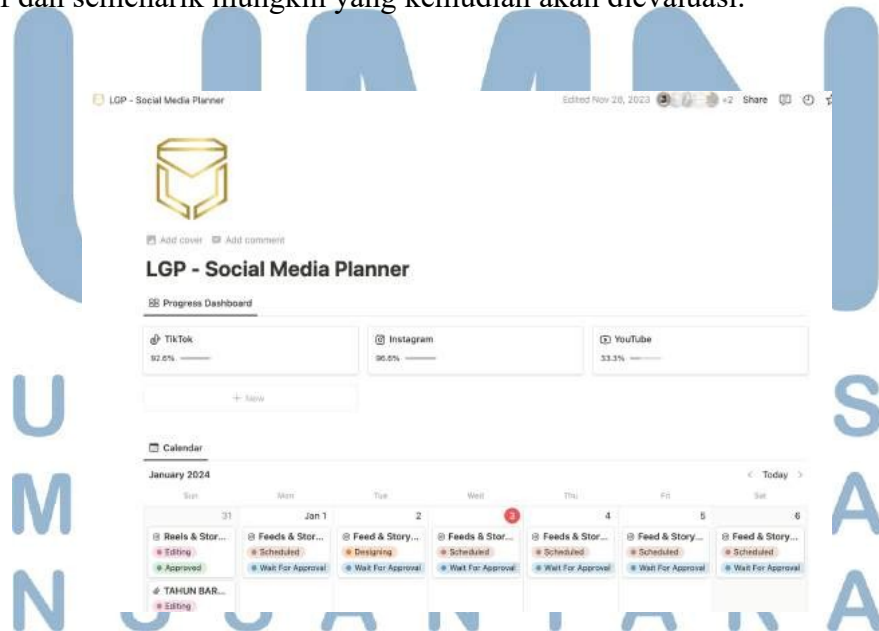 dan semenarik mungkin yang kemudian akan dievaluasi.
LGP - Social Media Planner
Edited Nov 28, 2023
+2 Share
Add cover Add comment
LGP - Social Media Planner
Progress Dashboard
TikTok Instagram YouTube
92.6% 96.6% 33.3%
+ New
Calendar
January 2024 < Today >
Sun Mon Tue Wed Thu Fri Sat
31 Jan 1 2 3 4 5 6
Reels & Stor... Feeds & Stor... Feed & Story... Feeds & Stor... Feeds & Stor... Feed & Story... Feed & Story...
Editing Scheduled Designing Scheduled Scheduled Scheduled Scheduled
Approved Wait For Approval Wait For Approval Wait For Approval Wait For Approval Wait For Approval Wait For Approval
TAHUN BAR...
Editing